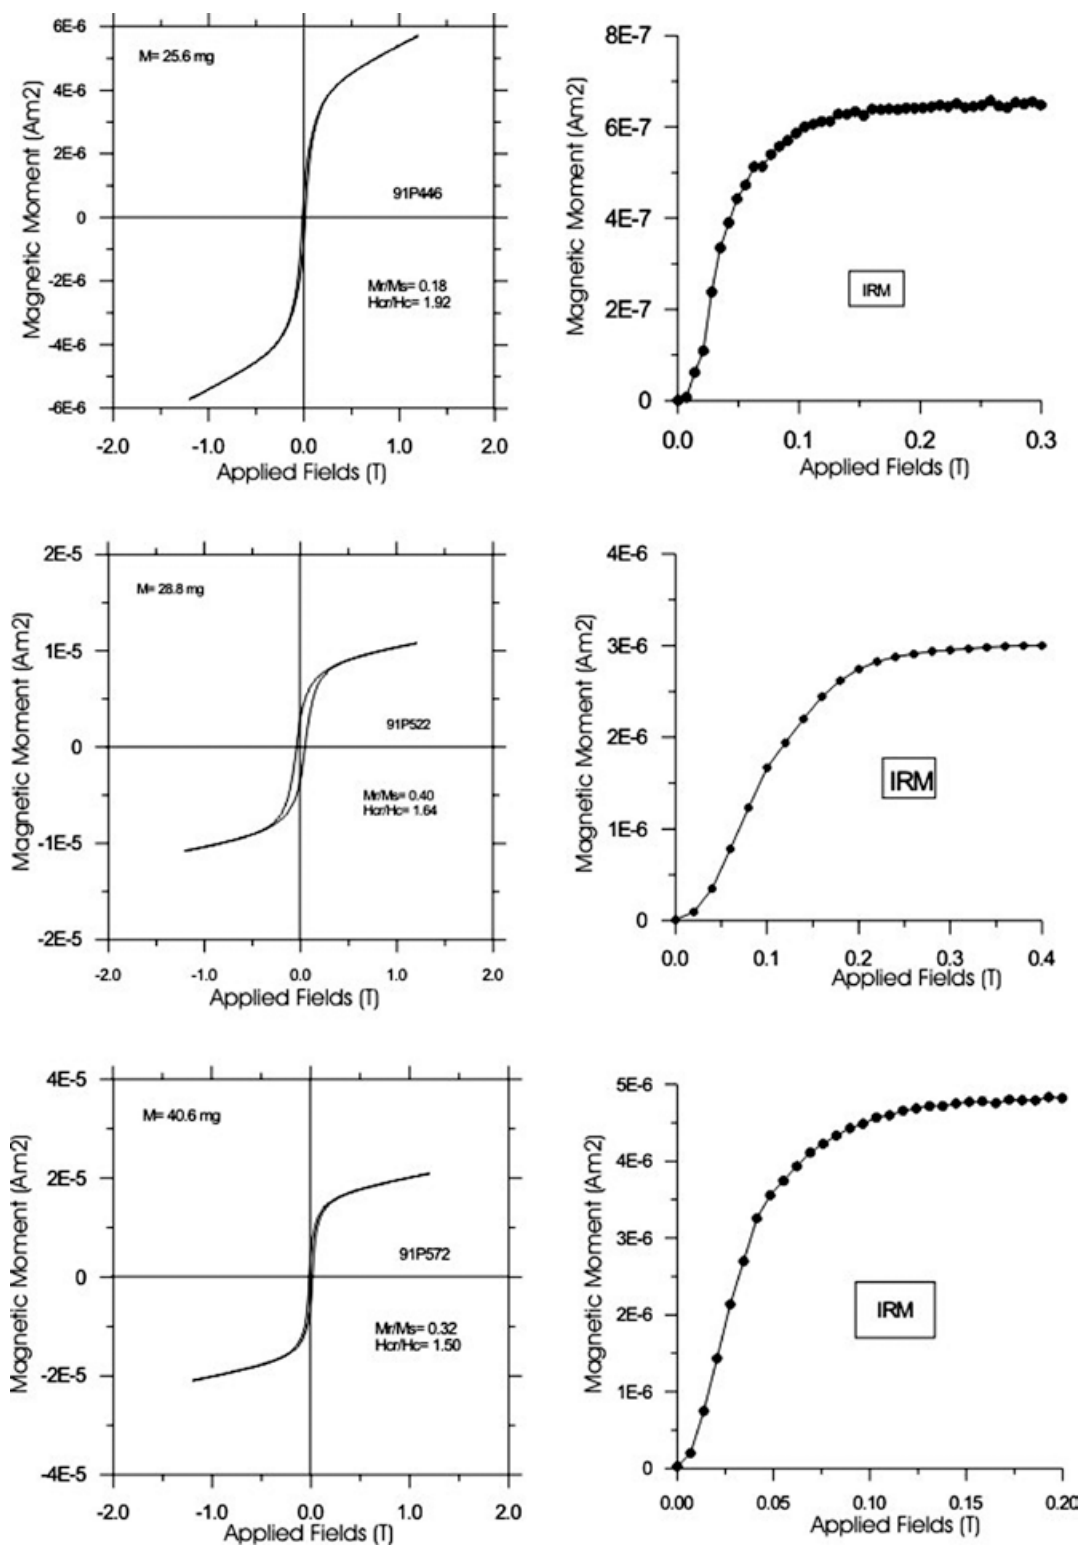 6E-6
M= 25.6 mg
4E-6
2E-6
91P446
0
-2E-6
Mr/Ms= 0.18
Hcr/Hc= 1.92
-4E-6
-6E-6
-2.0 -1.0 0.0 1.0 2.0
Applied Fields (T)
Magnetic Moment (Am2)
8E-7
6E-7
4E-7
IRM
2E-7
0
0.0 0.1 0.2 0.3
Applied Fields (T)
Magnetic Moment (Am2)
2E-5
M= 28.8 mg
1E-5
91P522
0
Mr/Ms= 0.40
Hcr/Hc= 1.64
-1E-5
-2E-5
-2.0 -1.0 0.0 1.0 2.0
Applied Fields (T)
Magnetic Moment (Am2)
4E-6
3E-6
2E-6
IRM
1E-6
0
0.0 0.1 0.2 0.3 0.4
Applied Fields (T)
Magnetic Moment (Am2)
4E-5
M= 40.6 mg
2E-5
91P572
0
Mr/Ms= 0.32
Hcr/Hc= 1.50
-2E-5
-4E-5
-2.0 -1.0 0.0 1.0 2.0
Applied Fields (T)
Magnetic Moment (Am2)
5E-6
4E-6
3E-6
2E-6
IRM
1E-6
0
0.00 0.05 0.10 0.15 0.20
Applied Fields (T)
Magnetic Moment (Am2)